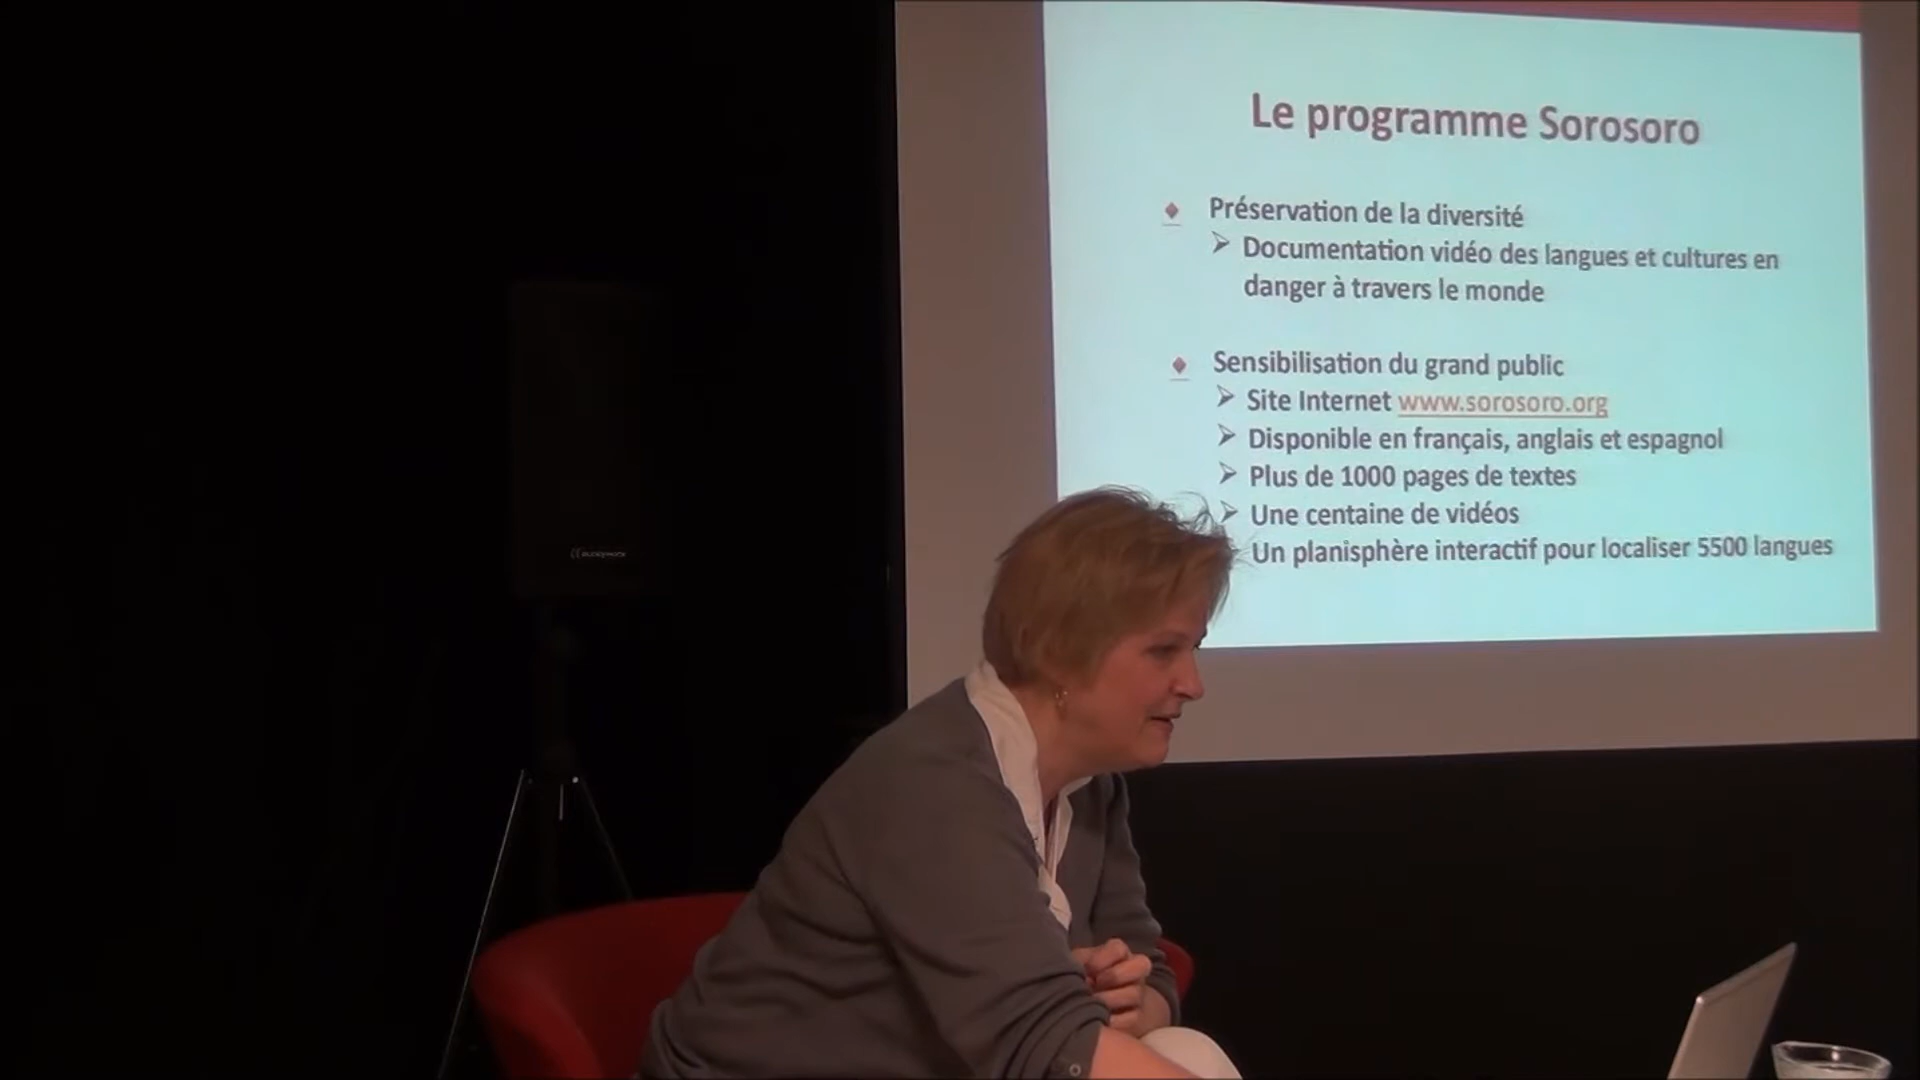 Le programme Sorosoro
Préservation de la diversité
Documentation vidéo des langues et cultures en
danger à travers le monde
Sensibilisation du grand public
Site Internet www.sorosoro.org
Disponible en français, anglais et espagnol
Plus de 1000 pages de textes
Une centaine de vidéos
Un planisphère interactif pour localiser 5500 langues